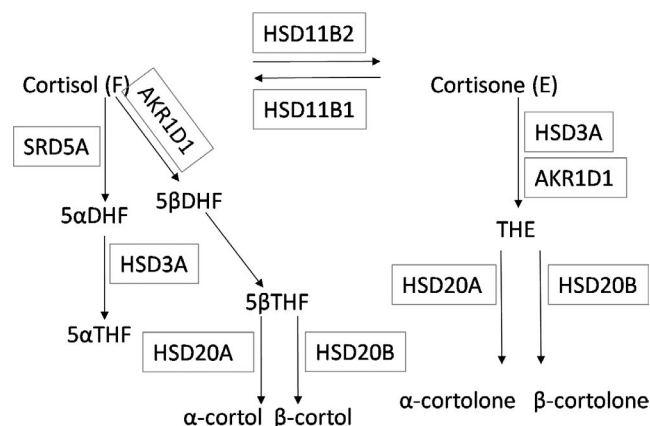 HSD11B2
Cortisol (F)
Cortisone (E)
AKR1D1
HSD11B1
SRD5A
HSD3A
AKR1D1
5αDHF
5βDHF
THE
HSD3A
HSD20A
HSD20B
5βTHF
5αTHF
HSD20A
HSD20B
α-cortol
β-cortol
α-cortolone
β-cortolone